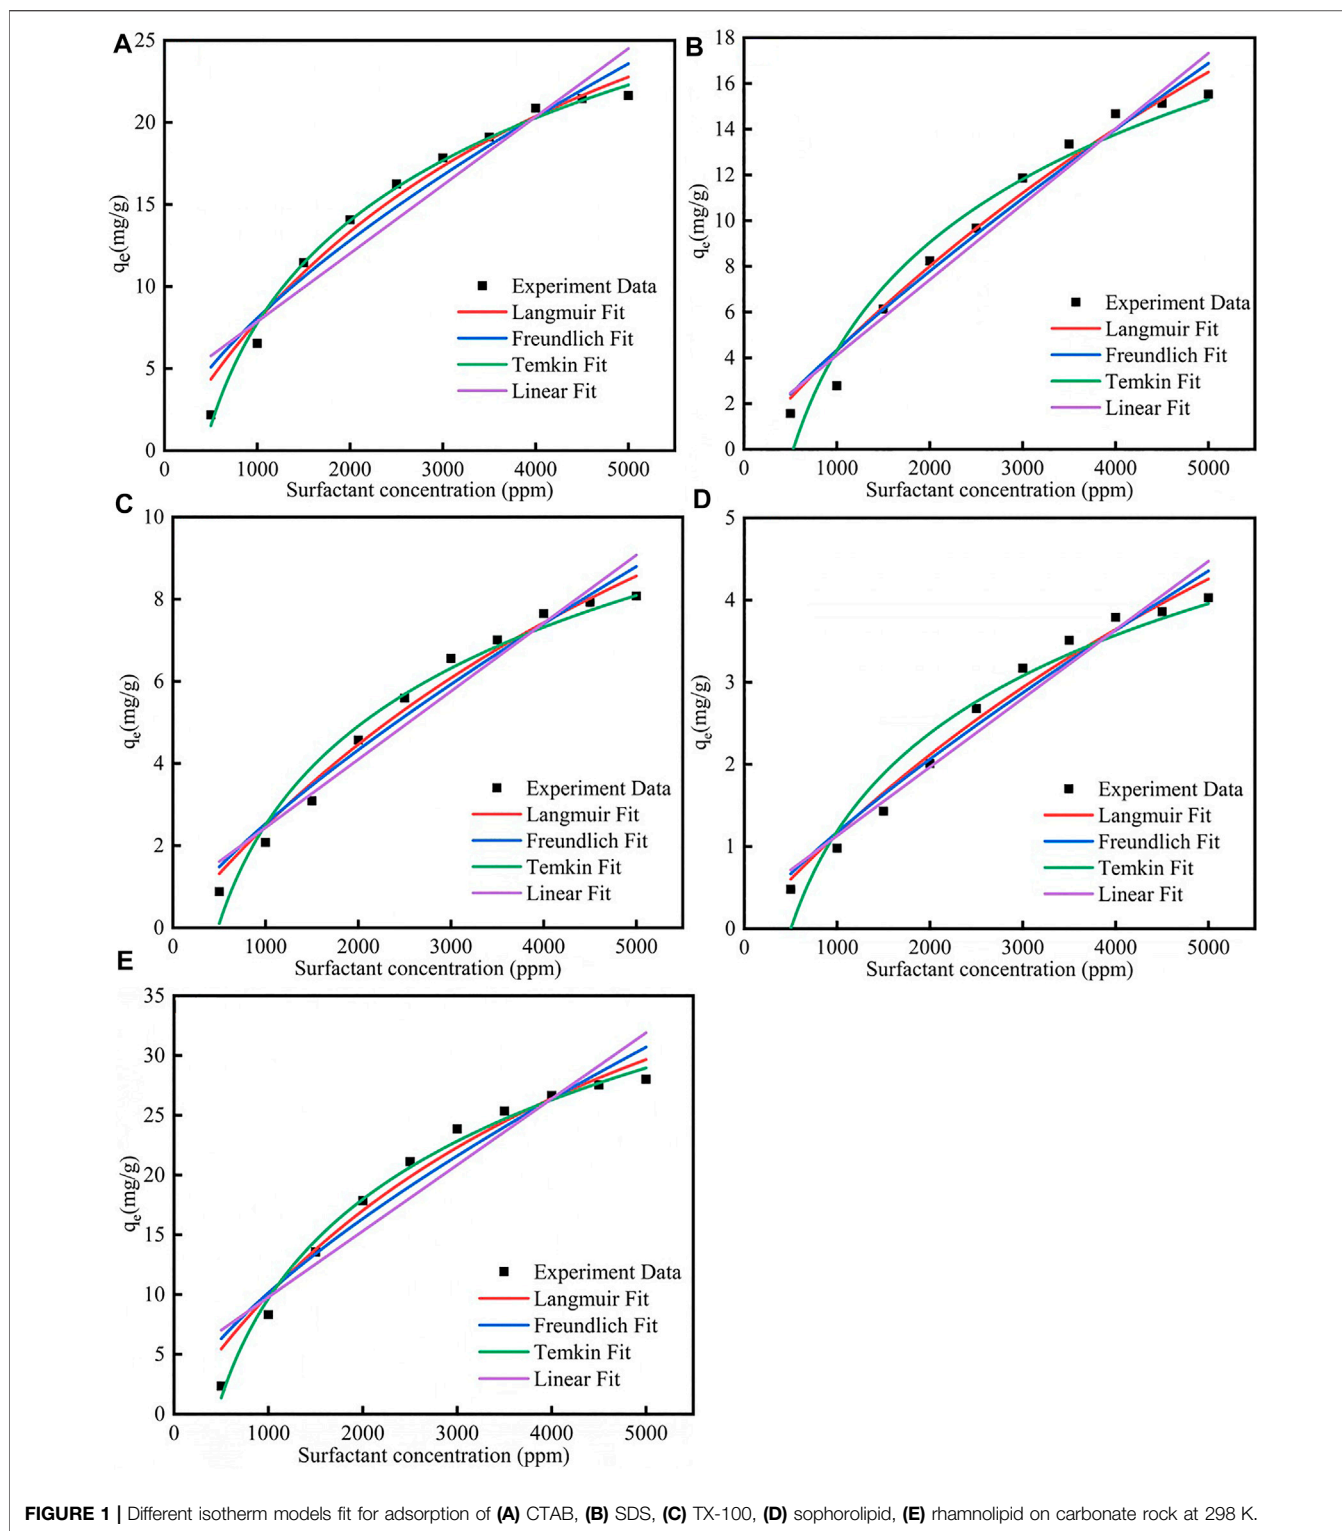 A
25
20
15
10
5
0
qe(mg/g)
Experiment Data
Langmuir Fit
Freundlich Fit
Temkin Fit
Linear Fit
0 1000 2000 3000 4000 5000
Surfactant concentration (ppm)
B
18
16
14
12
10
8
6
4
2
0
qe(mg/g)
Experiment Data
Langmuir Fit
Freundlich Fit
Temkin Fit
Linear Fit
0 1000 2000 3000 4000 5000
Surfactant concentration (ppm)
C
10
8
6
4
2
0
qe(mg/g)
Experiment Data
Langmuir Fit
Freundlich Fit
Temkin Fit
Linear Fit
0 1000 2000 3000 4000 5000
Surfactant concentration (ppm)
D
5
4
3
2
1
0
qe(mg/g)
Experiment Data
Langmuir Fit
Freundlich Fit
Temkin Fit
Linear Fit
0 1000 2000 3000 4000 5000
Surfactant concentration (ppm)
E
35
30
25
20
15
10
5
0
qe(mg/g)
Experiment Data
Langmuir Fit
Freundlich Fit
Temkin Fit
Linear Fit
0 1000 2000 3000 4000 5000
Surfactant concentration (ppm)
FIGURE 1 | Different isotherm models fit for adsorption of (A) CTAB, (B) SDS, (C) TX-100, (D) sophorolipid, (E) rhamnolipid on carbonate rock at 298 K.